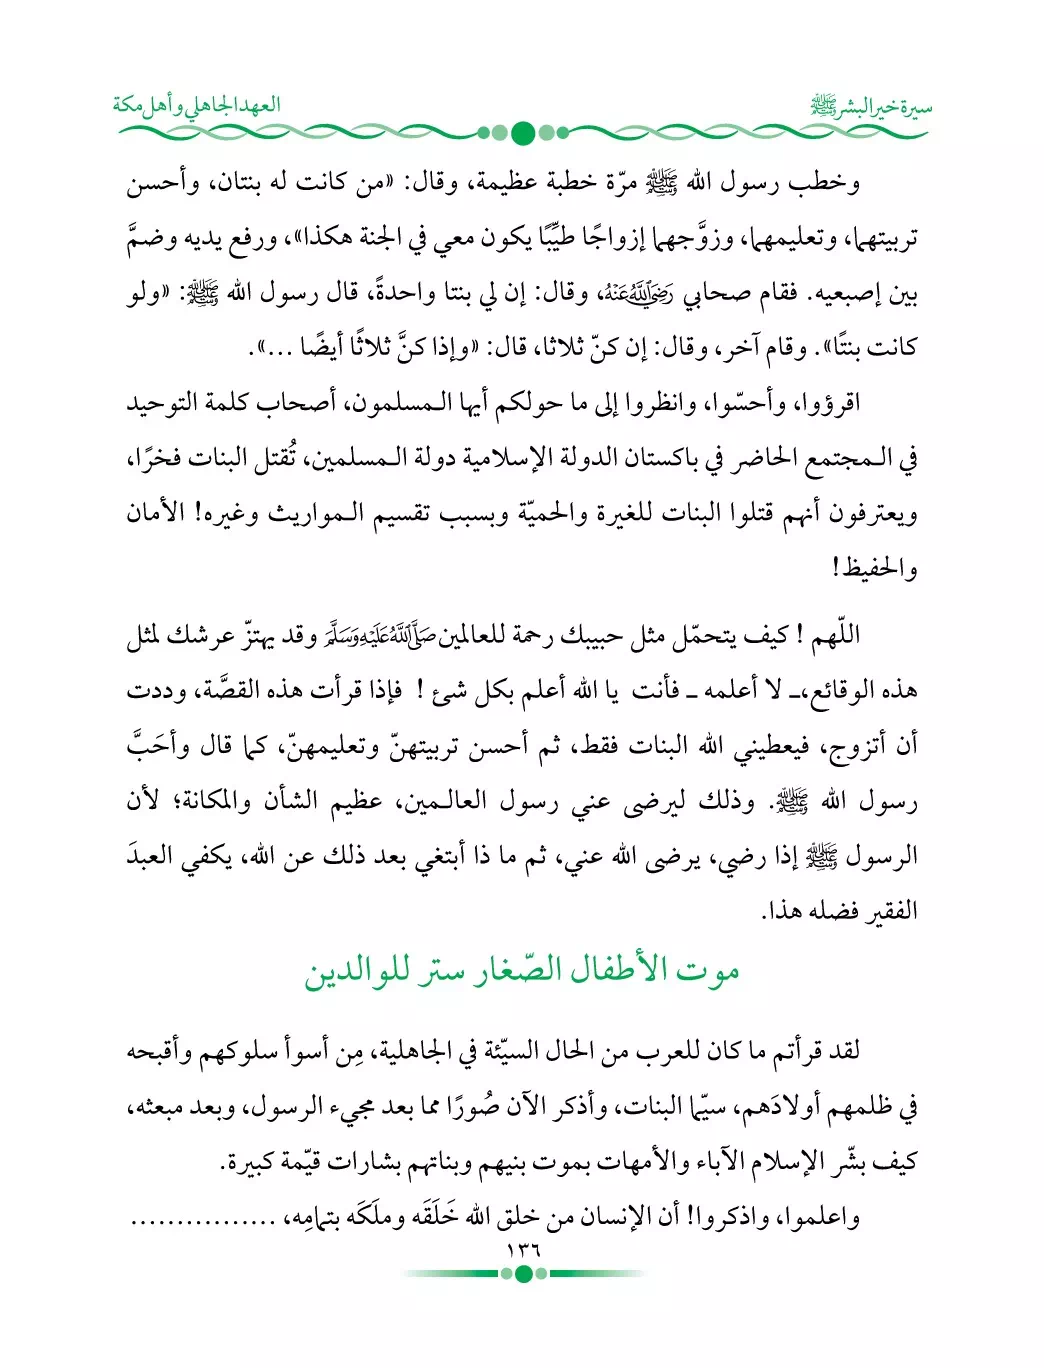 سيرة خير البشر ﷺ
العهد الجاهلي وأهل مكة
وخطب رسول الله ﷺ مرّة خطبة عظيمة، وقال: «من كانت له بنتان، وأحسن
تربيتهما، وتعليمهما، وزوَّجهما إزواجًا طيِّبًا يكون معي في الجنة هكذا»، ورفع يديه وضمَّ
بين إصبعيه. فقام صحابي رَضِيَ اللَّهُ عَنْهُ، وقال: إن لي بنتا واحدةً، قال رسول الله ﷺ: «ولو
كانت بنتًا». وقام آخر، وقال: إن كنّ ثلاثا، قال: «وإذا كنَّ ثلاثًا أيضًا ...».
اقرؤوا، وأحسّوا، وانظروا إلى ما حولكم أيها الـمسلمون، أصحاب كلمة التوحيد
في الـمجتمع الحاضر في باكستان الدولة الإسلامية دولة الـمسلمين، تُقتل البنات فخرًا،
ويعترفون أنهم قتلوا البنات للغيرة والحميّة وبسبب تقسيم الـمواريث وغيره! الأمان
والحفيظ!
اللّهم ! كيف يتحمّل مثل حبيبك رحمة للعالمين صَلَّى اللَّهُ عَلَيْهِ وَسَلَّمَ وقد يهتزّ عرشك لمثل
هذه الوقائع،ـ لا أعلمه ـ فأنت يا الله أعلم بكل شئ ! فإذا قرأت هذه القصَّة، وددت
أن أتزوج، فيعطيني الله البنات فقط، ثم أحسن تربيتهنّ وتعليمهنّ، كما قال وأحَبَّ
رسول الله ﷺ. وذلك ليرضى عني رسول العالـمين، عظيم الشأن والمكانة؛ لأن
الرسول ﷺ إذا رضي، يرضى الله عني، ثم ما ذا أبتغي بعد ذلك عن الله، يكفي العبدَ
الفقير فضله هذا.
موت الأطفال الصّغار ستر للوالدين
لقد قرأتم ما كان للعرب من الحال السيّئة في الجاهلية، مِن أسوأ سلوكهم وأقبحه
في ظلمهم أولادَهم، سيّما البنات، وأذكر الآن صُورًا مما بعد مجيء الرسول، وبعد مبعثه،
كيف بشّر الإسلام الآباء والأمهات بموت بنيهم وبناتهم بشارات قيّمة كبيرة.
واعلموا، واذكروا! أن الإنسان من خلق الله خَلَقَه وملَكَه بتمامِه، ................
١٣٦